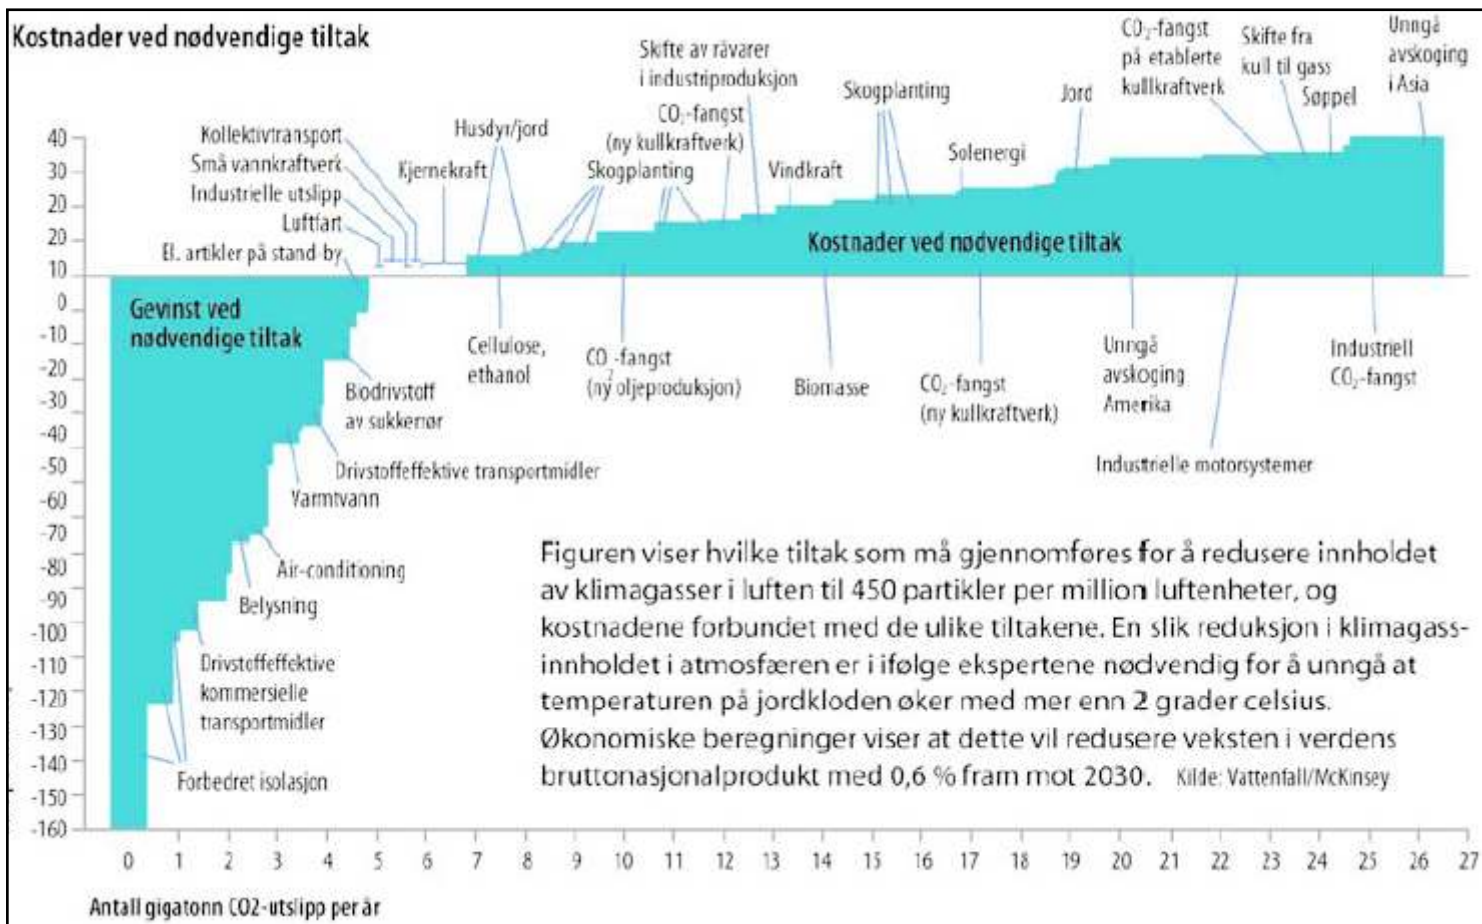 Kostnader ved nødvendige tiltak
Kollektivtransport
Små vannkraftverk
Industrielle utslipp
Luftfart
El. artikler på stand-by
Kjernekraft
Husdyr/jord
Skogplanting
Skifte av råvarer
i industriproduksjon
CO₂-fangst
(ny kullkraftverk)
Vindkraft
Skogplanting
Solenergi
Jord
CO₂-fangst
på etablerte
kullkraftverk
Skifte fra
kull til gass
Søppel
Unngå
avskoging
i Asia
40
30
20
20
10
0
-10
-20
-30
-40
-50
-60
-70
-80
-90
-100
-110
-120
-130
-140
-150
-160
Kostnader ved nødvendige tiltak
Gevinst ved
nødvendige tiltak
Cellulose,
ethanol
CO₂-fangst
(ny oljeproduksjon)
Biomasse
CO₂-fangst
(ny kullkraftverk)
Unngå
avskoging
Amerika
Industrielle motorsystemer
Industriell
CO₂-fangst
Biodrivstoff
av sukkerrør
Drivstoffeffektive transportmidler
Varmtvann
Air-conditioning
Belysning
Drivstoffeffektive
kommersielle
transportmidler
Forbedret isolasjon
Figuren viser hvilke tiltak som må gjennomføres for å redusere innholdet
av klimagasser i luften til 450 partikler per million luftenheter, og
kostnadene forbundet med de ulike tiltakene. En slik reduksjon i klimagass-
innholdet i atmosfæren er i ifølge ekspertene nødvendig for å unngå at
temperaturen på jordkloden øker med mer enn 2 grader celsius.
Økonomiske beregninger viser at dette vil redusere veksten i verdens
bruttonasjonalprodukt med 0,6 % fram mot 2030. Kilde: Vattenfall/McKinsey
0 1 2 3 4 5 6 7 8 9 10 11 12 13 14 15 16 17 18 19 20 21 22 23 24 25 26 27
Antall gigatonn CO2-utslipp per år